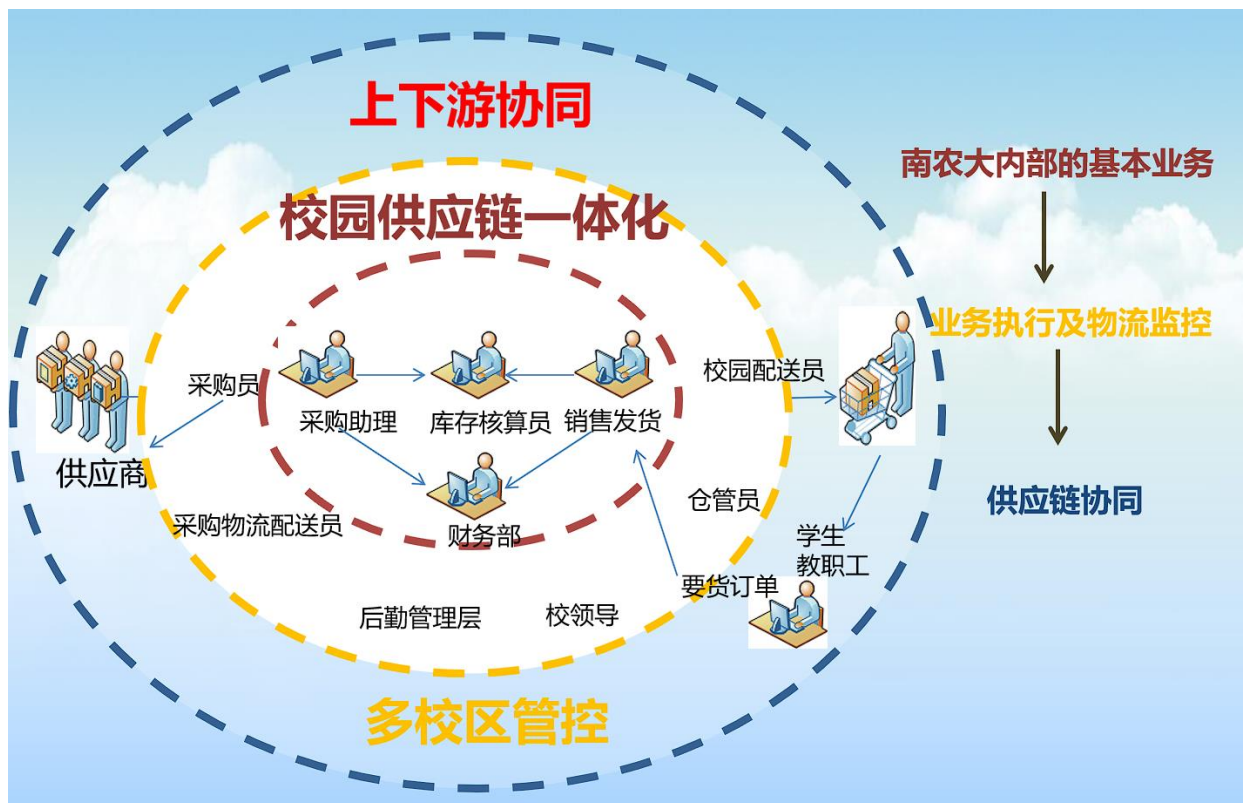 上下游协同
南农大内部的基本业务
校园供应链一体化
业务执行及物流监控
采购员
校园配送员
采购助理
库存核算员
销售发货
供应商
供应链协同
仓管员
采购物流配送员
财务部
学生
教职工
要货订单
后勤管理层
校领导
多校区管控